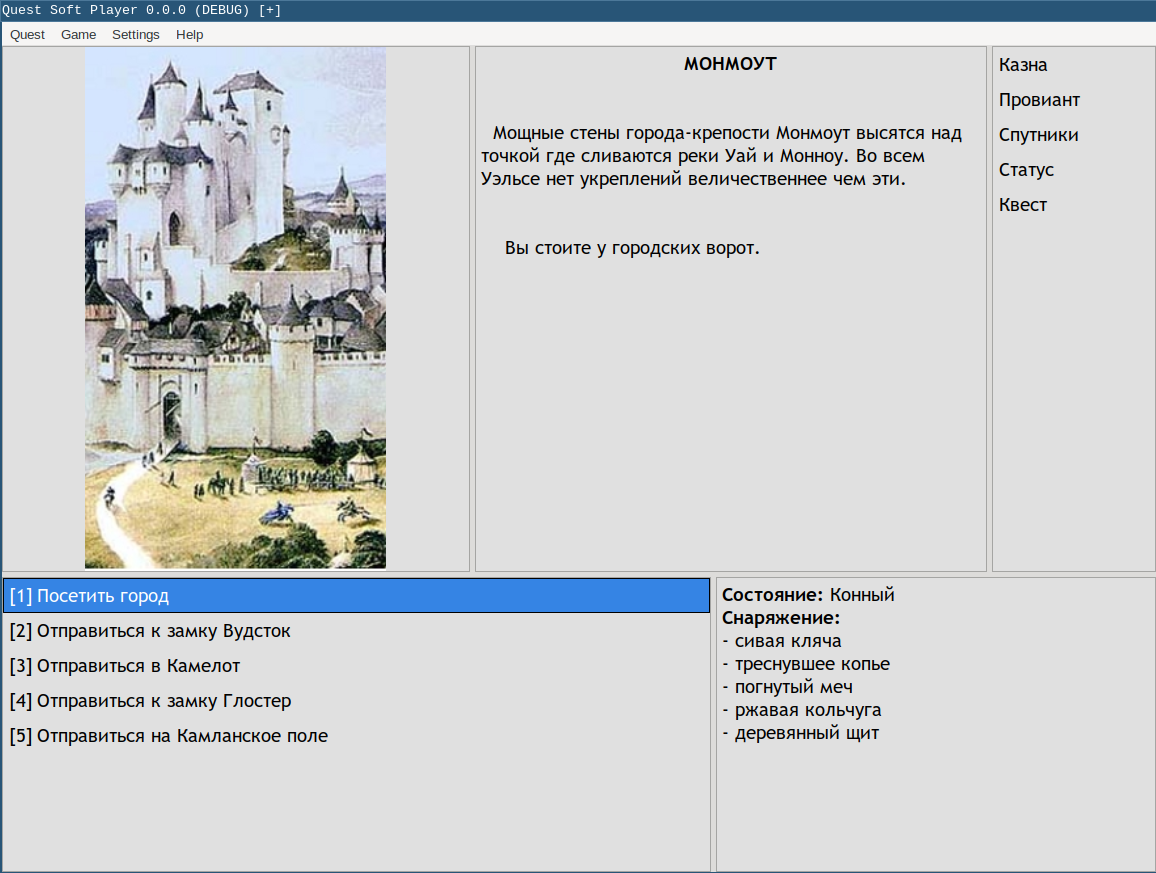 Quest Soft Player 0.0.0 (DEBUG) [+]
Quest Game Settings Help
МОНМОУТ
Мощные стены города-крепости Монмоут высятся над
точкой где сливаются реки Уай и Монноу. Во всем
Уэльсе нет укреплений величественнее чем эти.
Вы стоите у городских ворот.
Казна
Провиант
Спутники
Статус
Квест
[1] Посетить город
[2] Отправиться к замку Вудсток
[3] Отправиться в Камелот
[4] Отправиться к замку Глостер
[5] Отправиться на Камланское поле
Состояние: Конный
Снаряжение:
- сивая кляча
- треснувшее копье
- погнутый меч
- ржавая кольчуга
- деревянный щит